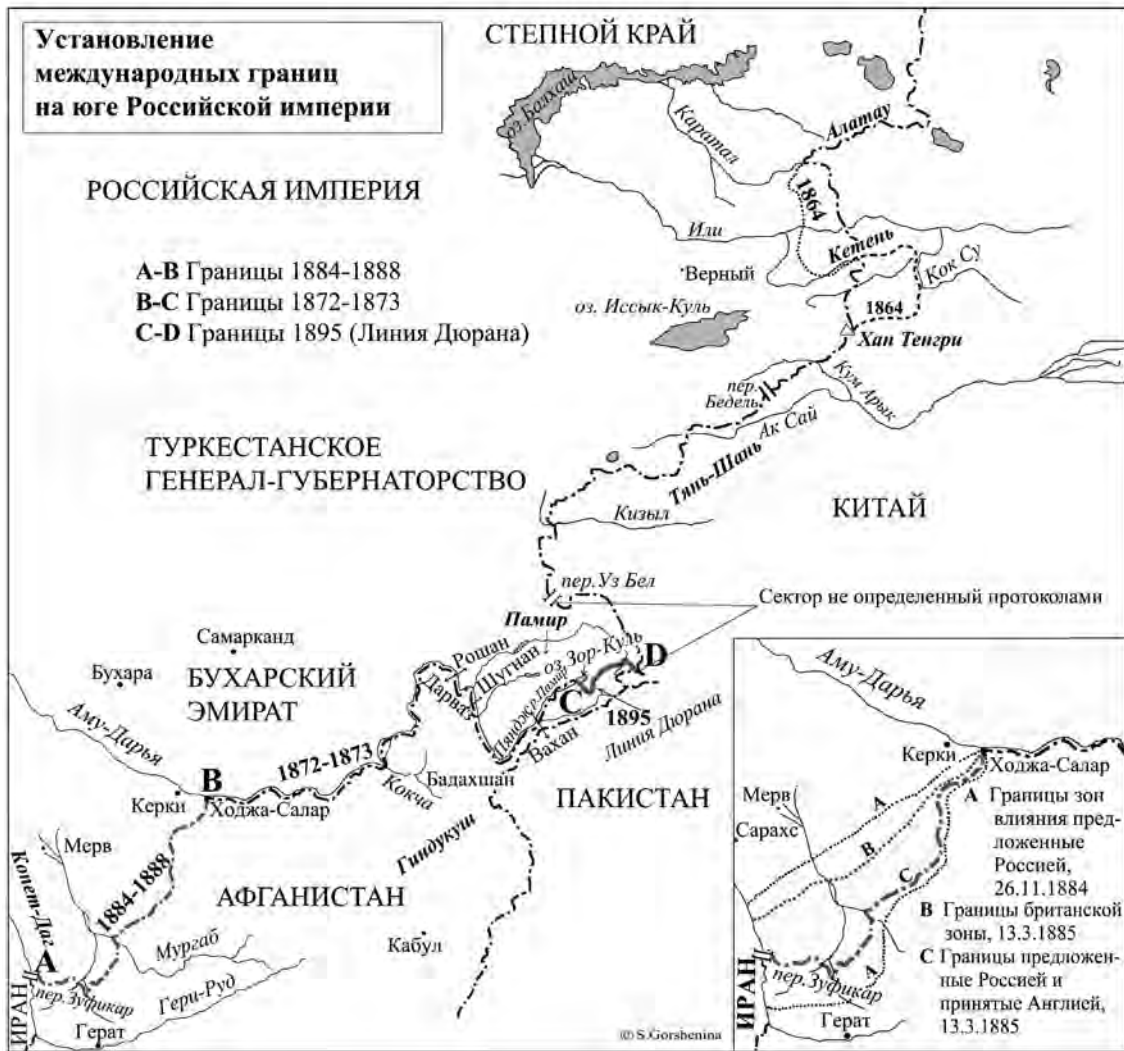 Установление
международных границ
на юге Российской империи
СТЕПНОЙ КРАЙ
оз. Балхаш
Каратал
Алатау
РОССИЙСКАЯ ИМПЕРИЯ
1864
Или
Кетень
A-B Границы 1884-1888
B-C Границы 1872-1873
C-D Границы 1895 (Линия Дюрана)
Верный
Кок Су
1864
оз. Иссык-Куль
Хан Тенгри
пер.
Бедель
Кум Арык
Ак Сай
ТУРКЕСТАНСКОЕ
ГЕНЕРАЛ-ГУБЕРНАТОРСТВО
Тянь-Шань
КИТАЙ
Кизыл
пер.Уз Бел
Сектор не определенный протоколами
Памир
Самарканд
Рошан
Шугнан
оз. Зор-Куль
D
Бухара
БУХАРСКИЙ
ЭМИРАТ
Дарваз
Пяндж-Памир
C
1895
Линия Дюрана
Вахан
Аму-Дарья
1872-1873
B
Керки
Ходжа-Салар
Кокча
Бадахшан
ПАКИСТАН
Гиндукуш
Мерв
Копет-Даг
1884-1888
АФГАНИСТАН
Кабул
A
Мургаб
пер.Зуфикар
Гери-Руд
ИРАН
Герат
© S.Gorshenina
Аму-Дарья
Керки
Ходжа-Салар
Мерв
Сарахс
A
B
C
A
пер.Зуфикар
ИРАН
Герат
A Границы зон
влияния пред-
ложенные
Россией,
26.11.1884
B Границы британской
зоны, 13.3.1885
C Границы предложен-
ные Россией и
принятые Англией,
13.3.1885